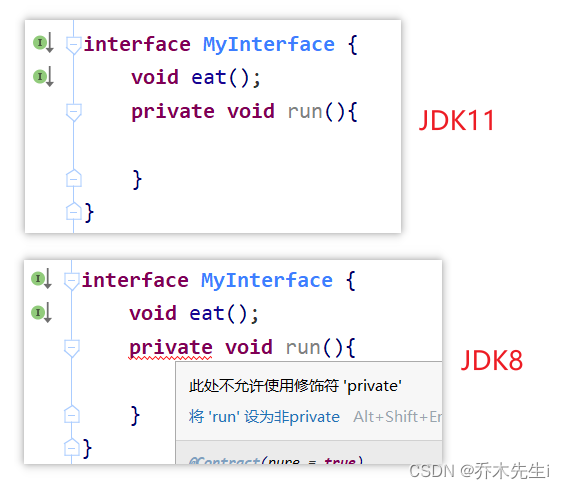 interface MyInterface {
void eat();
private void run(){
}
}
JDK11
interface MyInterface {
void eat();
private void run(){
此处不允许使用修饰符 'private'
将 'run' 设为非private Alt+Shift+En
}
}
@Contract(pure = true)
JDK8
CSDN @乔木先生i